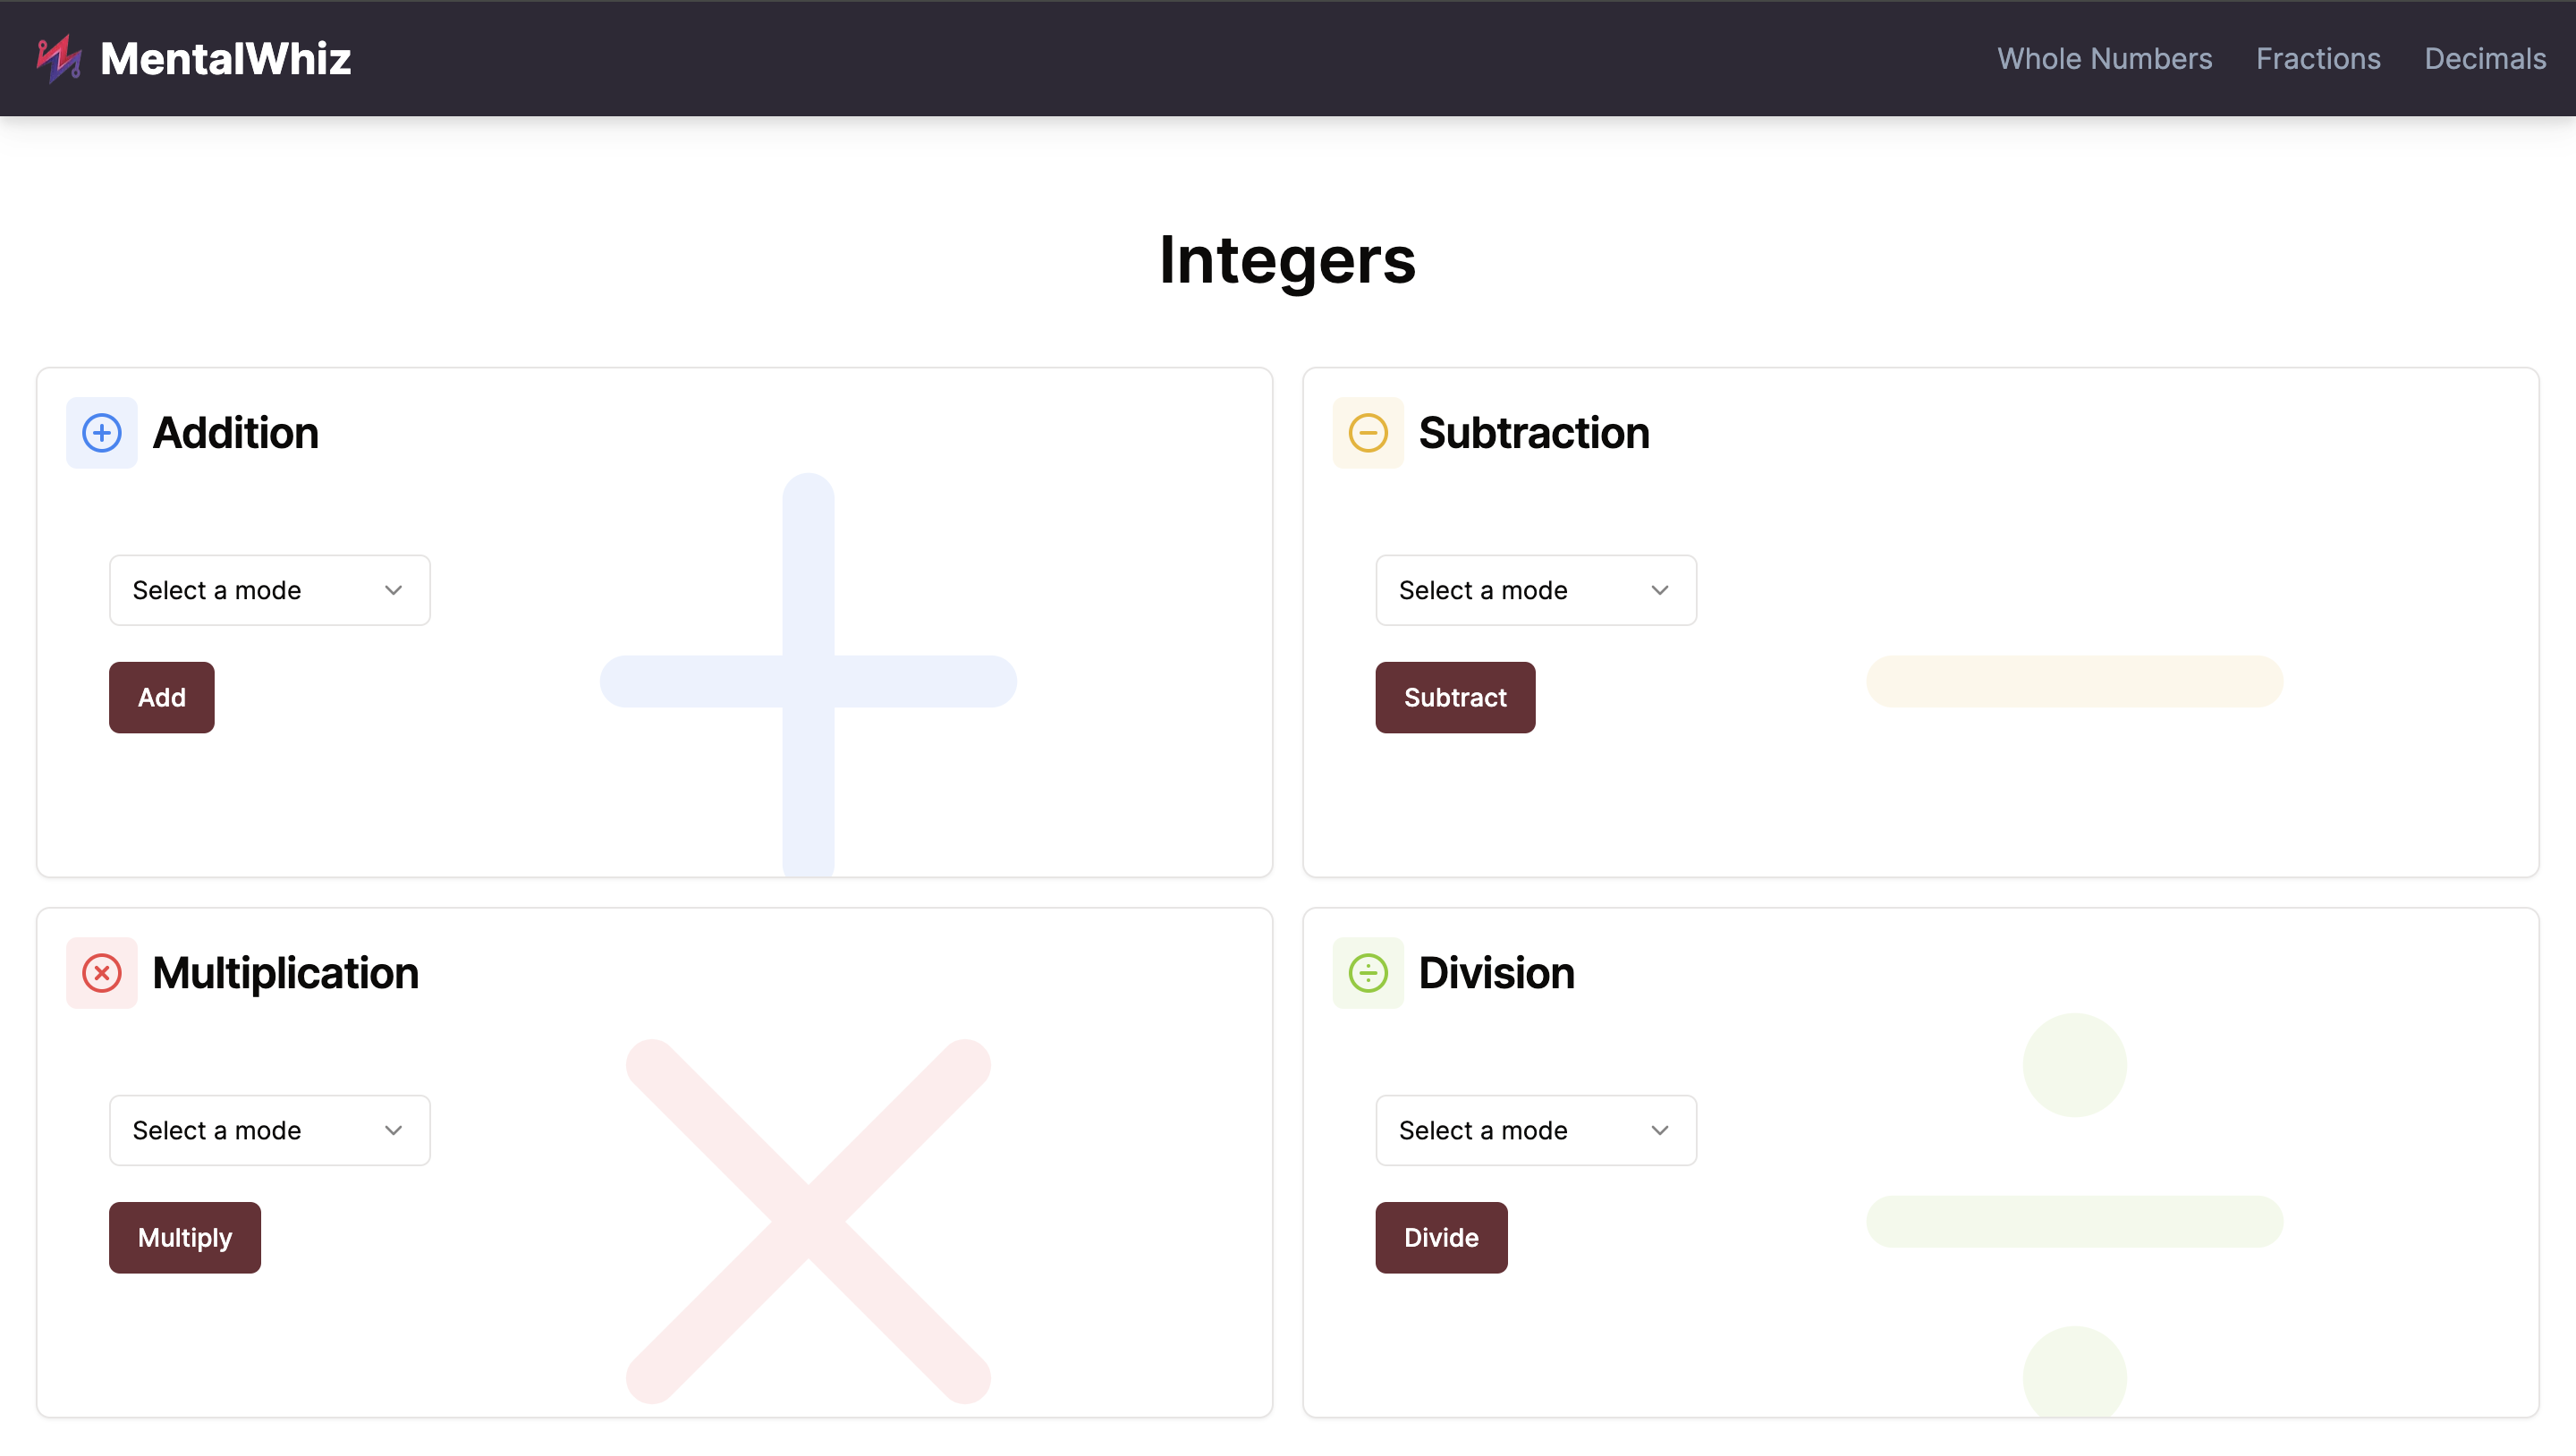 MentalWhiz
Whole Numbers Fractions Decimals
Integers
Addition
Select a mode
Add
Subtraction
Select a mode
Subtract
Multiplication
Select a mode
Multiply
Division
Select a mode
Divide